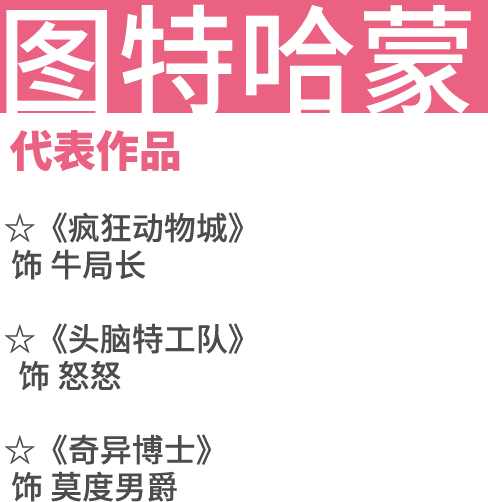 图特哈蒙
代表作品
☆《疯狂动物城》
饰 牛局长
☆《头脑特工队》
饰 怒怒
☆《奇异博士》
饰 莫度男爵